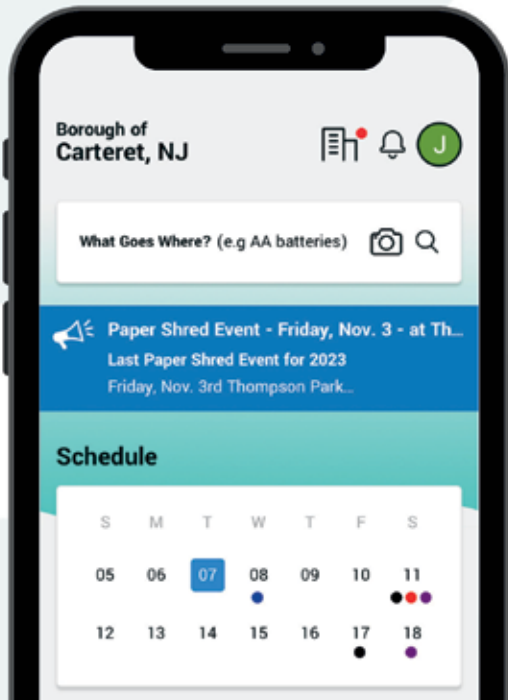 Borough of
Carteret, NJ
J
What Goes Where? (e.g AA batteries)
Paper Shred Event - Friday, Nov. 3 - at Th...
Last Paper Shred Event for 2023
Friday, Nov. 3rd Thompson Park...
Schedule
S M T W T F S
05 06 07 08 09 10 11
12 13 14 15 16 17 18